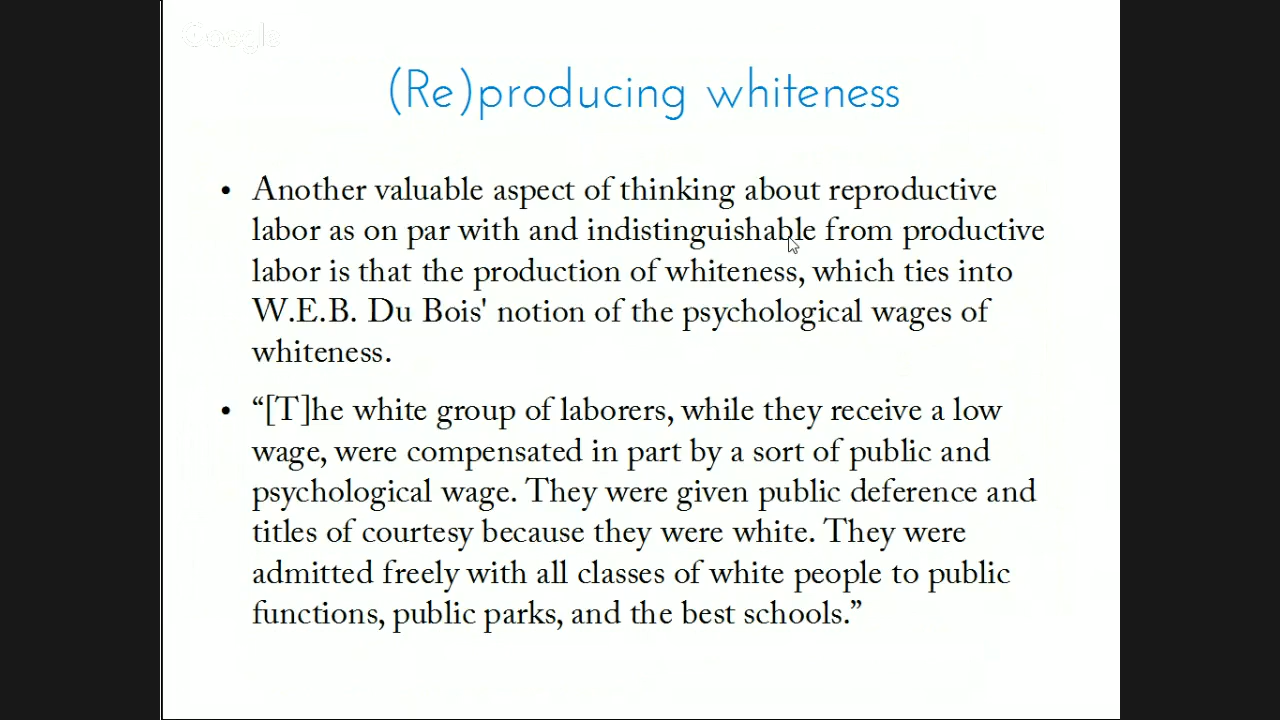 Google
(Re)producing whiteness
• Another valuable aspect of thinking about reproductive
labor as on par with and indistinguishable from productive
labor is that the production of whiteness, which ties into
W.E.B. Du Bois' notion of the psychological wages of
whiteness.
• “[T]he white group of laborers, while they receive a low
wage, were compensated in part by a sort of public and
psychological wage. They were given public deference and
titles of courtesy because they were white. They were
admitted freely with all classes of white people to public
functions, public parks, and the best schools.”